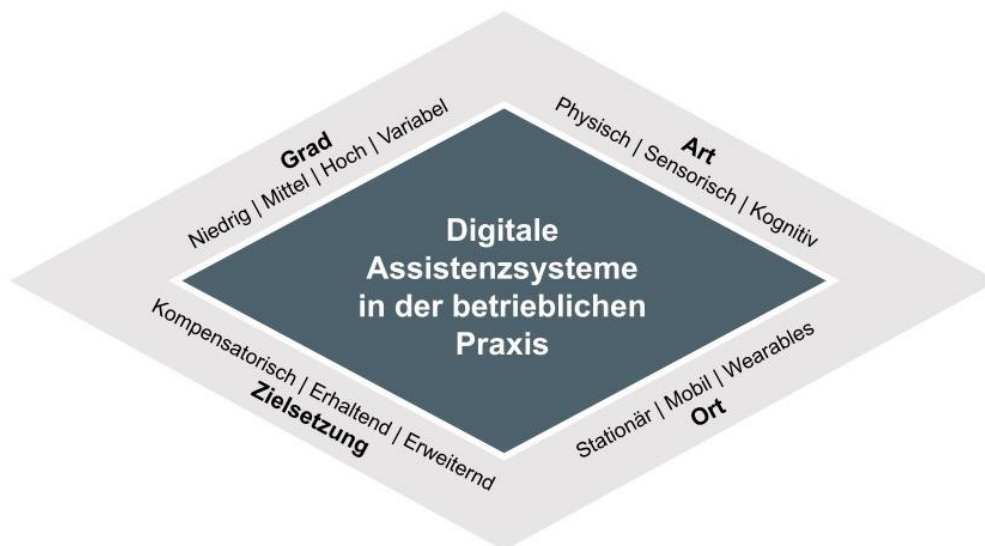 Grad
Niedrig | Mittel | Hoch | Variabel
Art
Physisch | Sensorisch | Kognitiv
Digitale
Assistenzsysteme
in der betrieblichen
Praxis
Kompensatorisch | Erhaltend | Erweiternd
Zielsetzung
Stationär | Mobil | Wearables
Ort